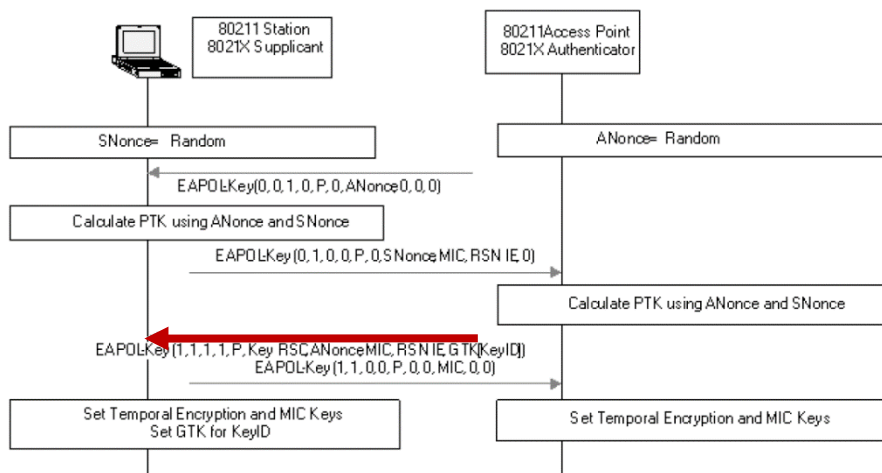 80211 Station
8021X Supplicant
80211Access Point
8021X Authenticator
SNonce= Random
ANonce= Random
EAPOL-Key(0,0,1,0,P,0,ANonce0,0,0)
Calculate PTK using ANonce and SNonce
EAPOL-Key(0,1,0,0,P,0,SNonce,MIC,RSN IE,0)
Calculate PTK using ANonce and SNonce
EAPOL-Key(1,1,1,1,P,Key RSC,ANonceMIC,RSN IE,GTK[KeyID])
EAPOL-Key(1,1,0,0,P,0,0,MIC,0,0)
Set Temporal Encryption and MIC Keys
Set GTK for KeyID
Set Temporal Encryption and MIC Keys